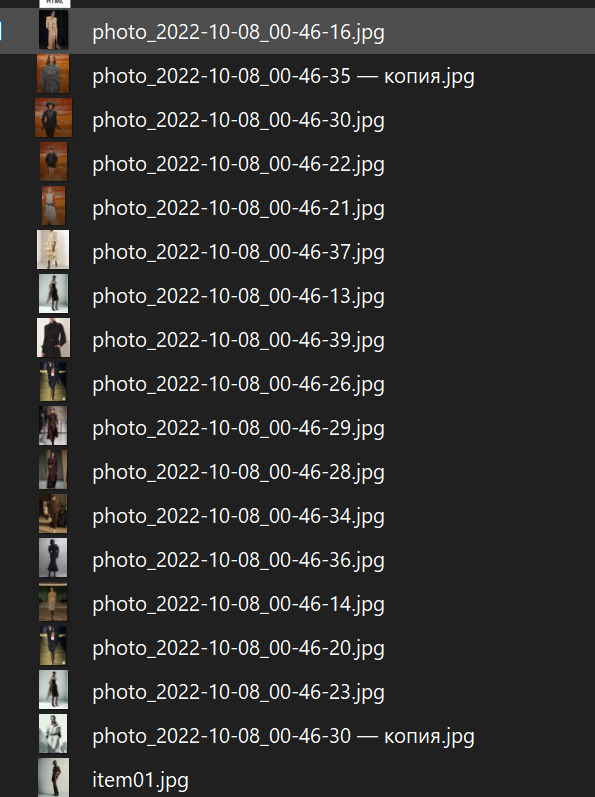 HTML
photo_2022-10-08_00-46-16.jpg
photo_2022-10-08_00-46-35 — копия.jpg
photo_2022-10-08_00-46-30.jpg
photo_2022-10-08_00-46-22.jpg
photo_2022-10-08_00-46-21.jpg
photo_2022-10-08_00-46-37.jpg
photo_2022-10-08_00-46-13.jpg
photo_2022-10-08_00-46-39.jpg
photo_2022-10-08_00-46-26.jpg
photo_2022-10-08_00-46-29.jpg
photo_2022-10-08_00-46-28.jpg
photo_2022-10-08_00-46-34.jpg
photo_2022-10-08_00-46-36.jpg
photo_2022-10-08_00-46-14.jpg
photo_2022-10-08_00-46-20.jpg
photo_2022-10-08_00-46-23.jpg
photo_2022-10-08_00-46-30 — копия.jpg
item01.jpg